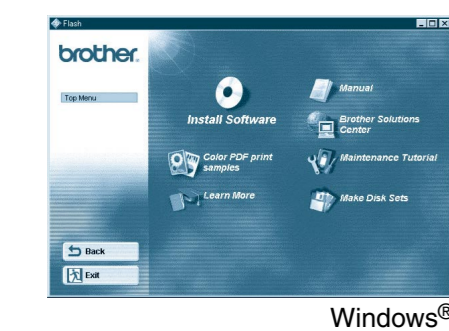 Flash
brother.
Top Menu
Install Software
Manual
Brother Solutions
Center
Color PDF print
samples
Maintenance Tutorial
Learn More
Make Disk Sets
Back
Exit
Windows®